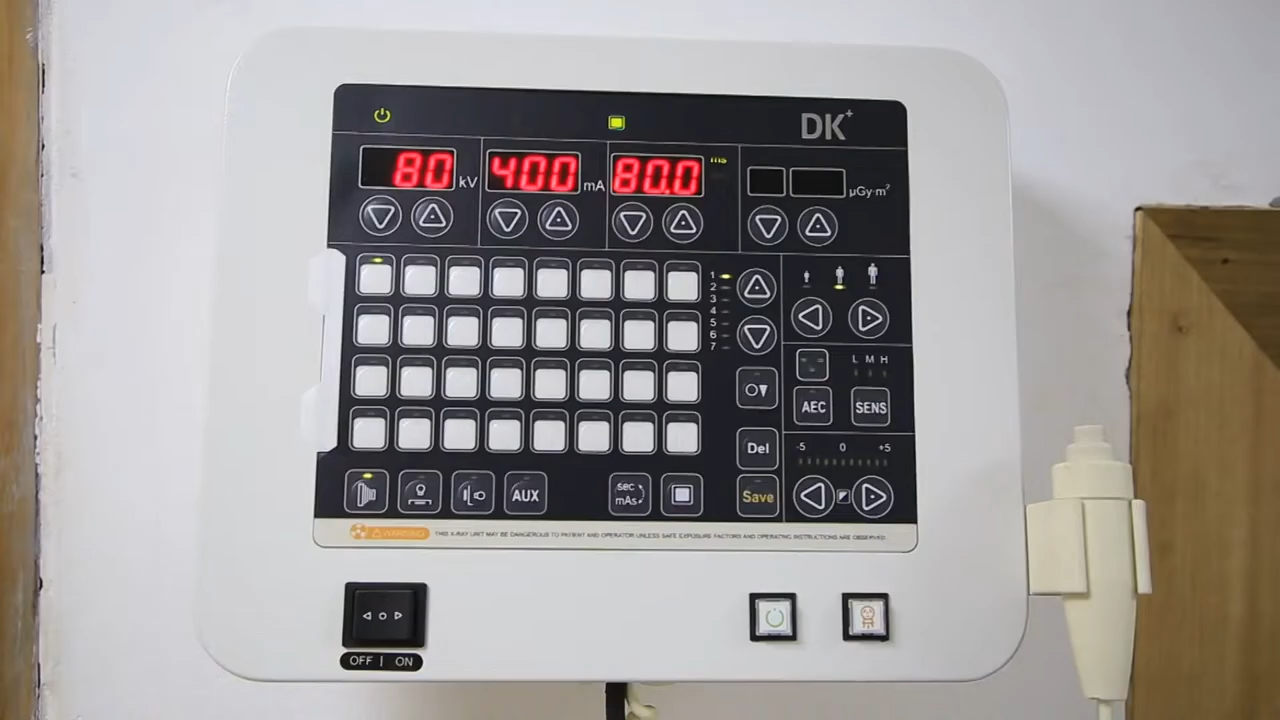 DK+
80 kV 400 mA 80.0 ms µGy·m²
1
2
3
4
5
6
7
L M H
AEC SENS
Del
-5 0 +5
AUX sec mAs Save
WARNING THIS X-RAY UNIT MAY BE DANGEROUS TO PATIENT AND OPERATOR UNLESS SAFE EXPOSURE FACTORS AND OPERATING INSTRUCTIONS ARE OBSERVED.
OFF | ON